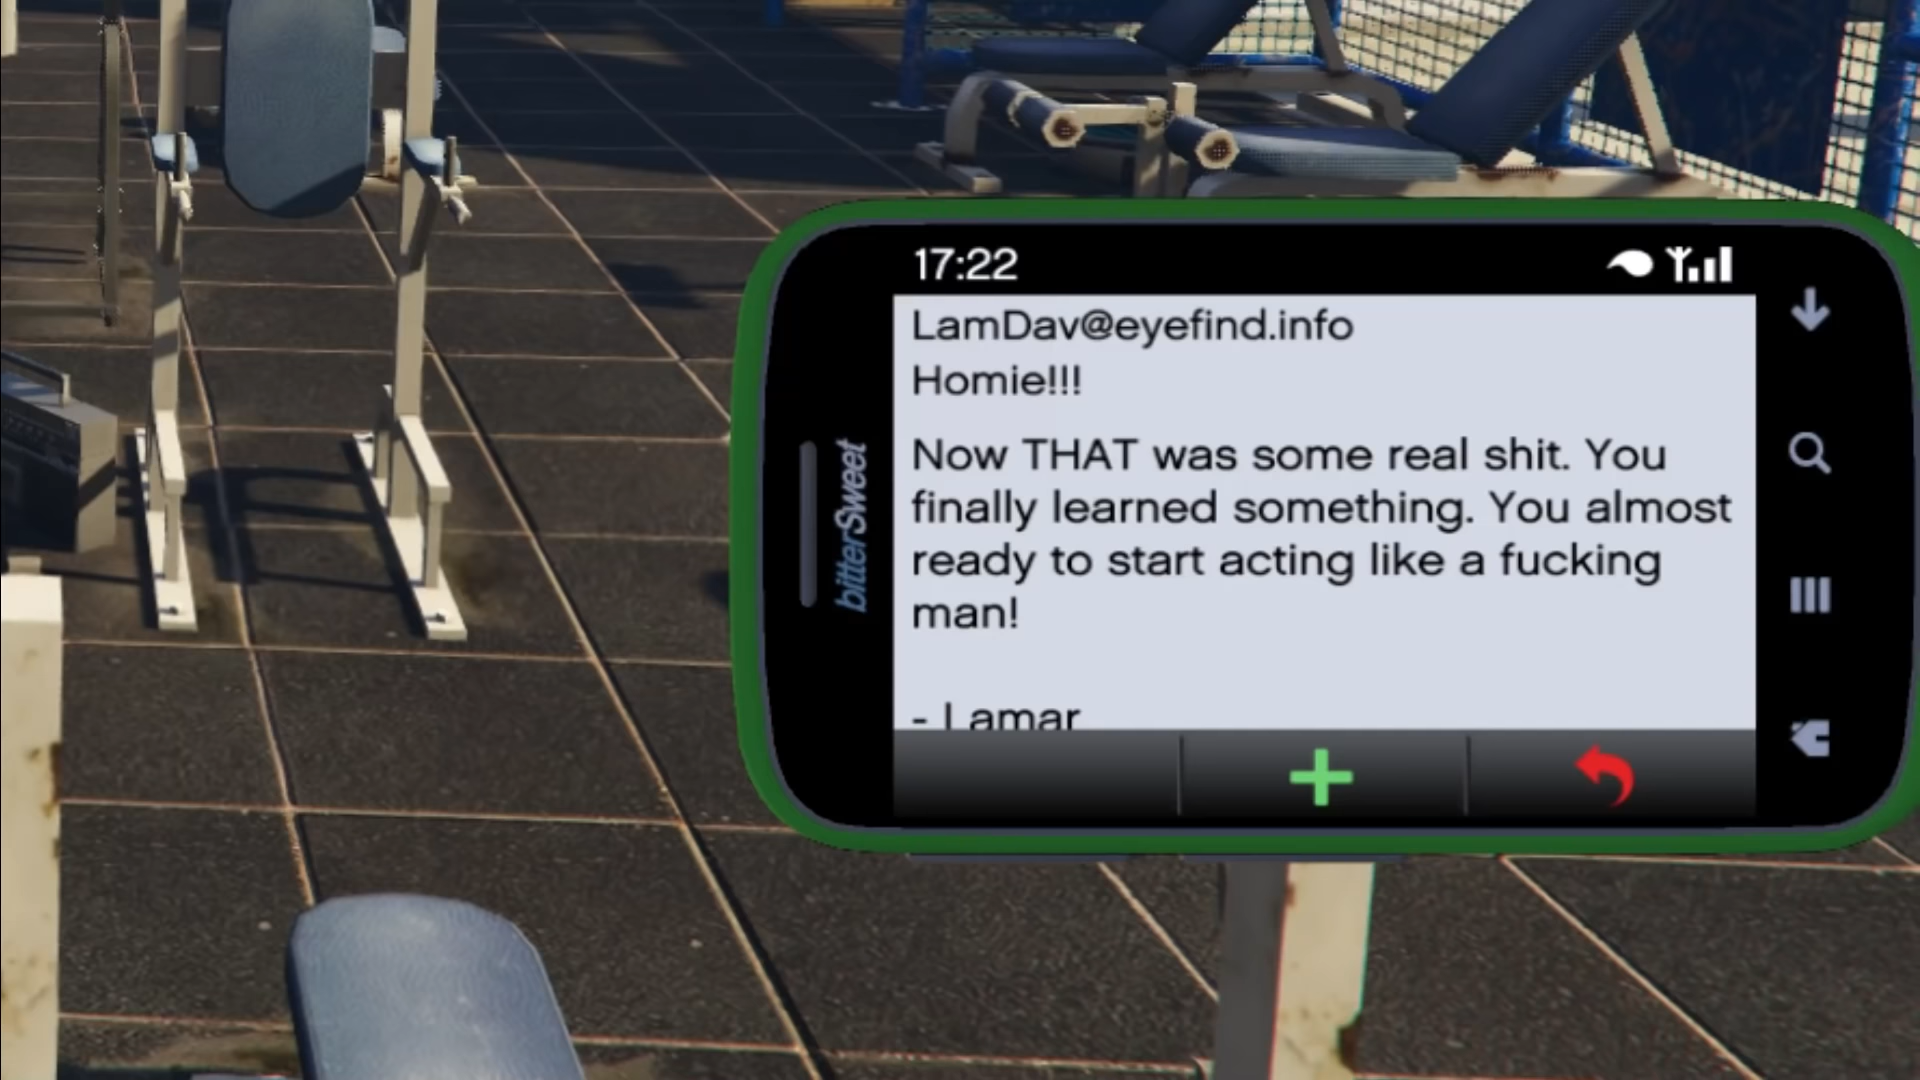 17:22
LamDav@eyefind.info
Homie!!!
Now THAT was some real shit. You
finally learned something. You almost
ready to start acting like a fucking
man!
- Lamar
bitterSweet